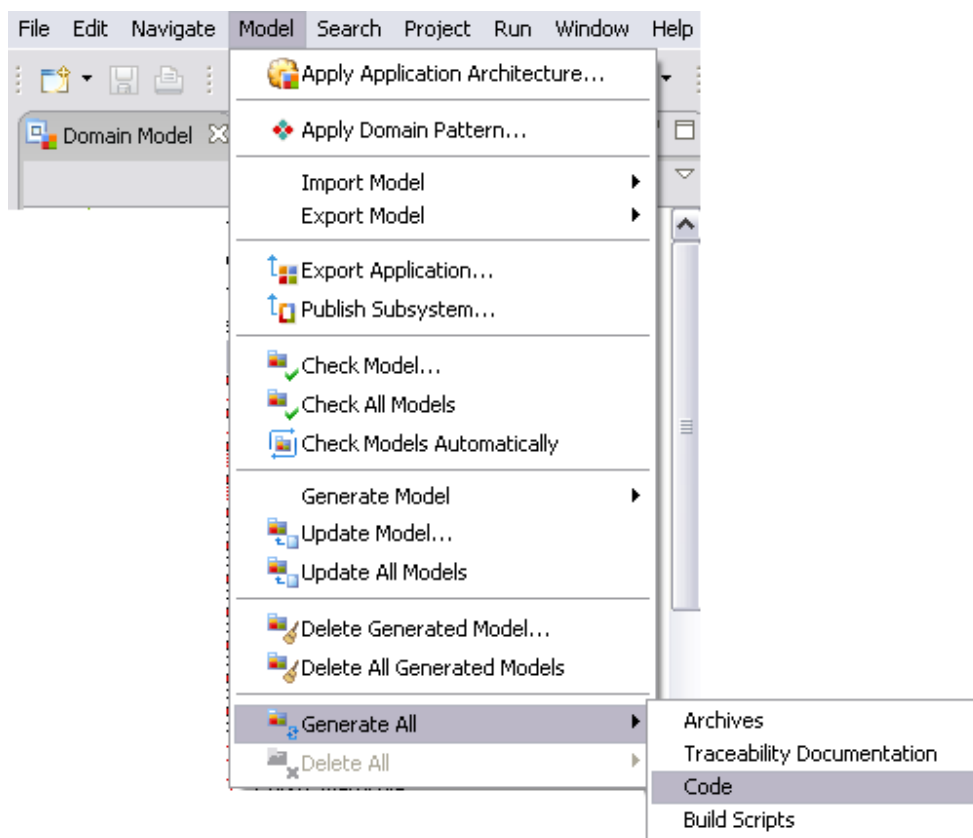 File Edit Navigate Model Search Project Run Window Help
Apply Application Architecture...
Domain Model
Apply Domain Pattern...
Import Model
Export Model
Export Application...
Publish Subsystem...
Check Model...
Check All Models
Check Models Automatically
Generate Model
Update Model...
Update All Models
Delete Generated Model...
Delete All Generated Models
Generate All
Delete All
Archives
Traceability Documentation
Code
Build Scripts